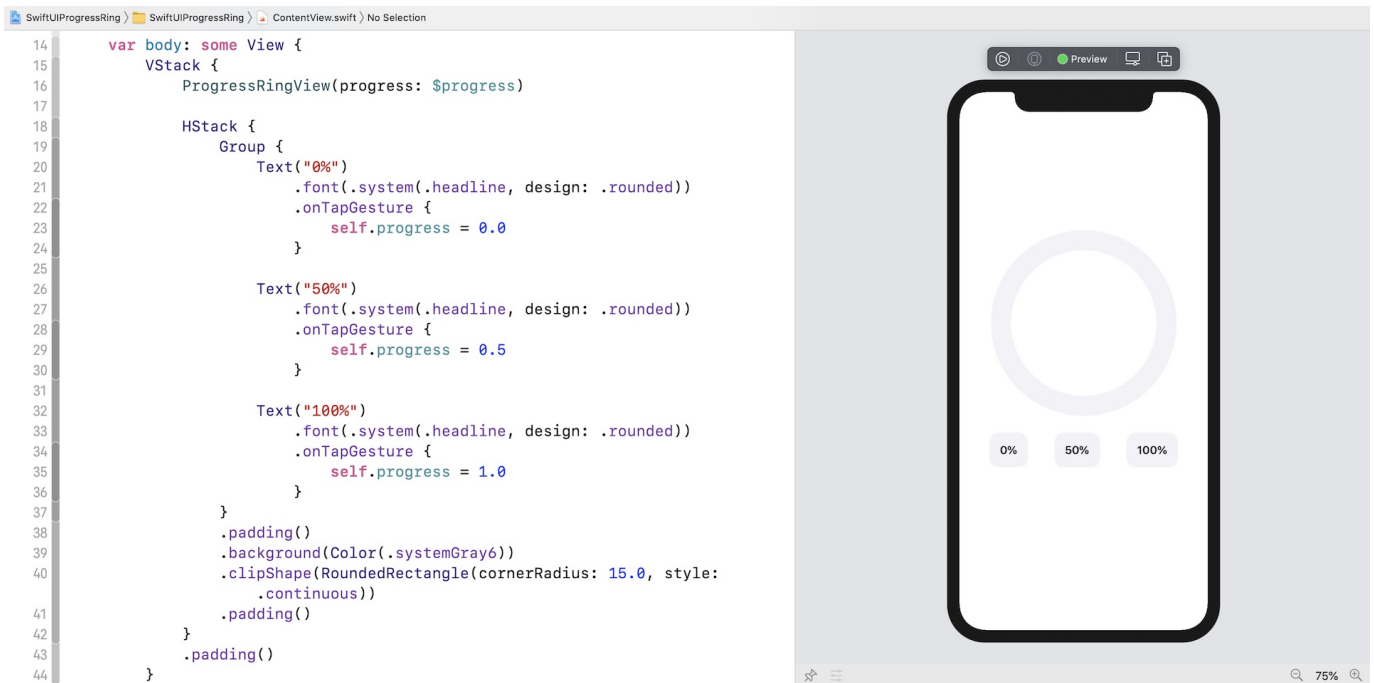 SwiftUIProgressRing 〉 SwiftUIProgressRing 〉 ContentView.swift 〉 No Selection
14 var body: some View {
15 VStack {
16 ProgressRingView(progress: $progress)
17
18 HStack {
19 Group {
20 Text("0%")
21 .font(.system(.headline, design: .rounded))
22 .onTapGesture {
23 self.progress = 0.0
24 }
25
26 Text("50%")
27 .font(.system(.headline, design: .rounded))
28 .onTapGesture {
29 self.progress = 0.5
30 }
31
32 Text("100%")
33 .font(.system(.headline, design: .rounded))
34 .onTapGesture {
35 self.progress = 1.0
36 }
37 }
38 .padding()
39 .background(Color(.systemGray6))
40 .clipShape(RoundedRectangle(cornerRadius: 15.0, style:
.continuous))
41 .padding()
42 }
43 .padding()
44 }
Preview
0% 50% 100%
75%